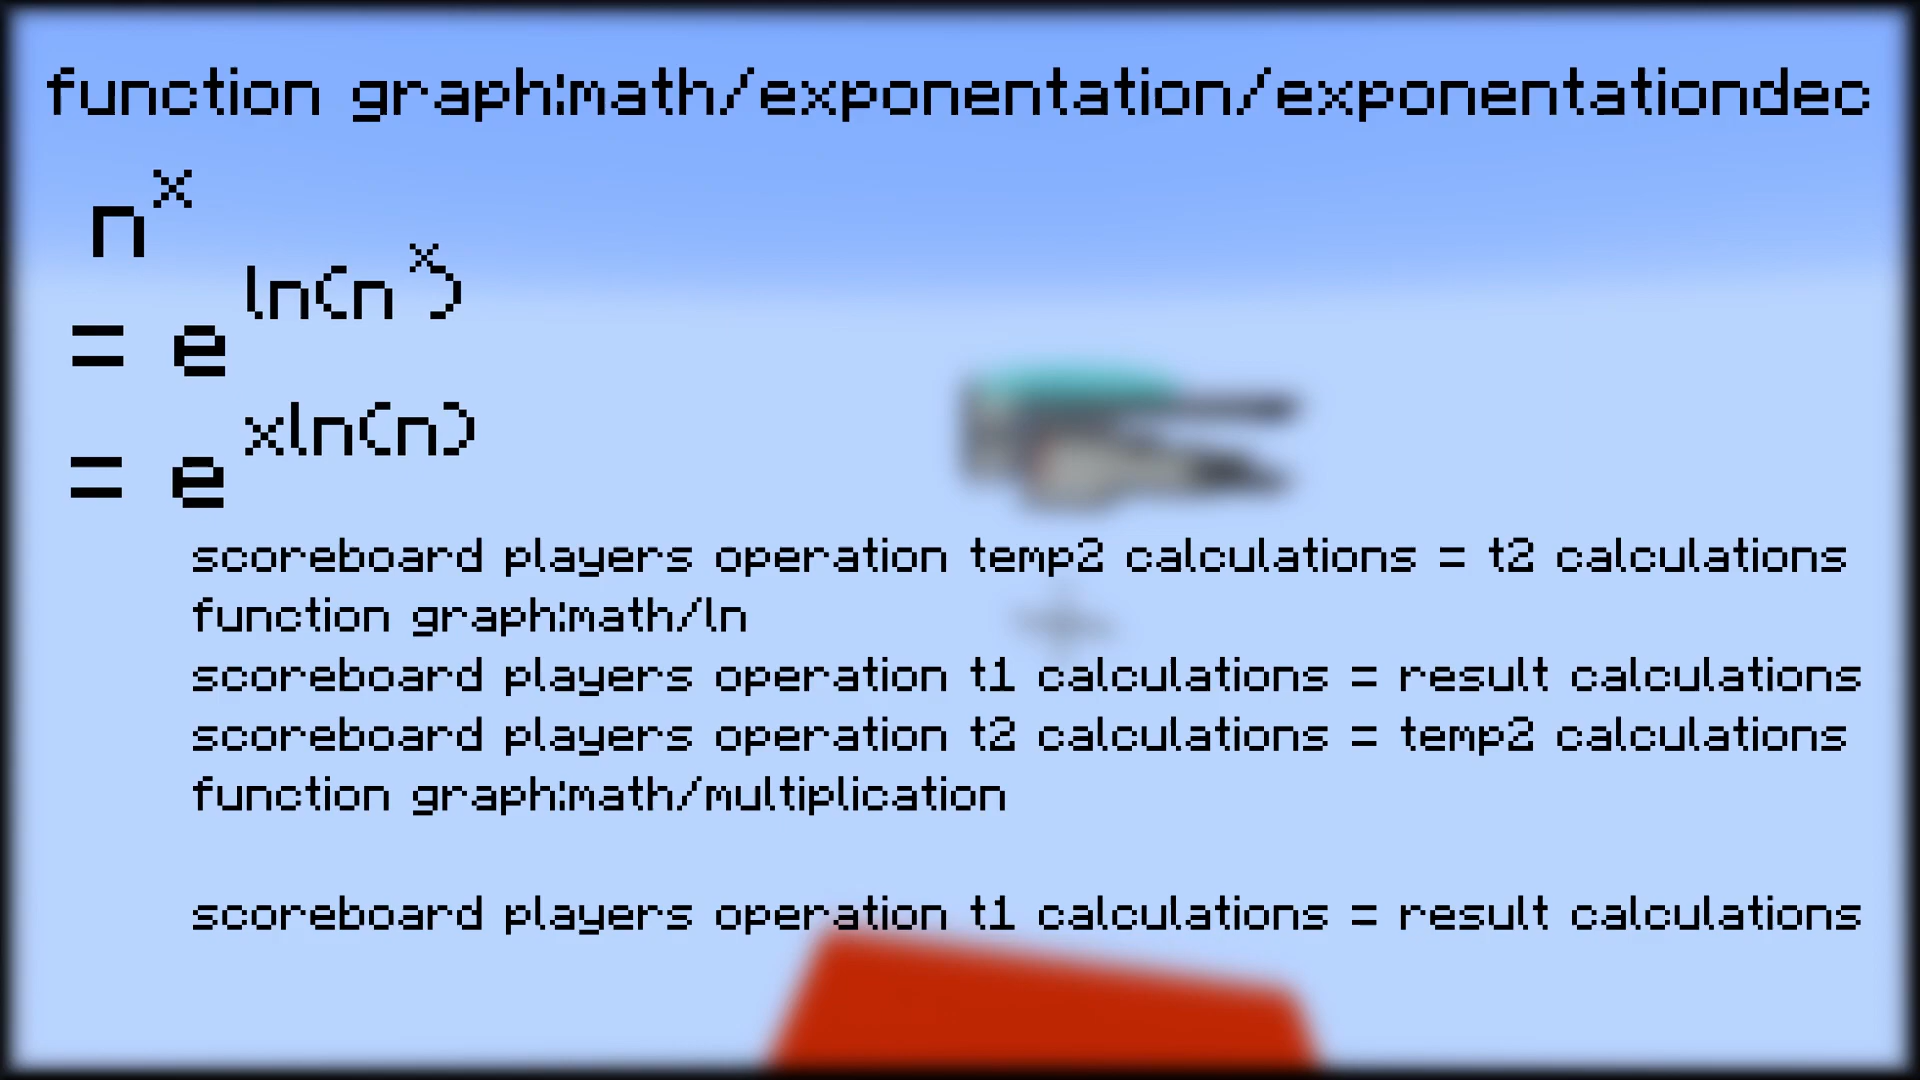 function graph:math/exponentation/exponentationdec
n^x
= e^ln(n^x)
= e^xln(n)
scoreboard players operation temp2 calculations = t2 calculations
function graph:math/ln
scoreboard players operation t1 calculations = result calculations
scoreboard players operation t2 calculations = temp2 calculations
function graph:math/multiplication
scoreboard players operation t1 calculations = result calculations